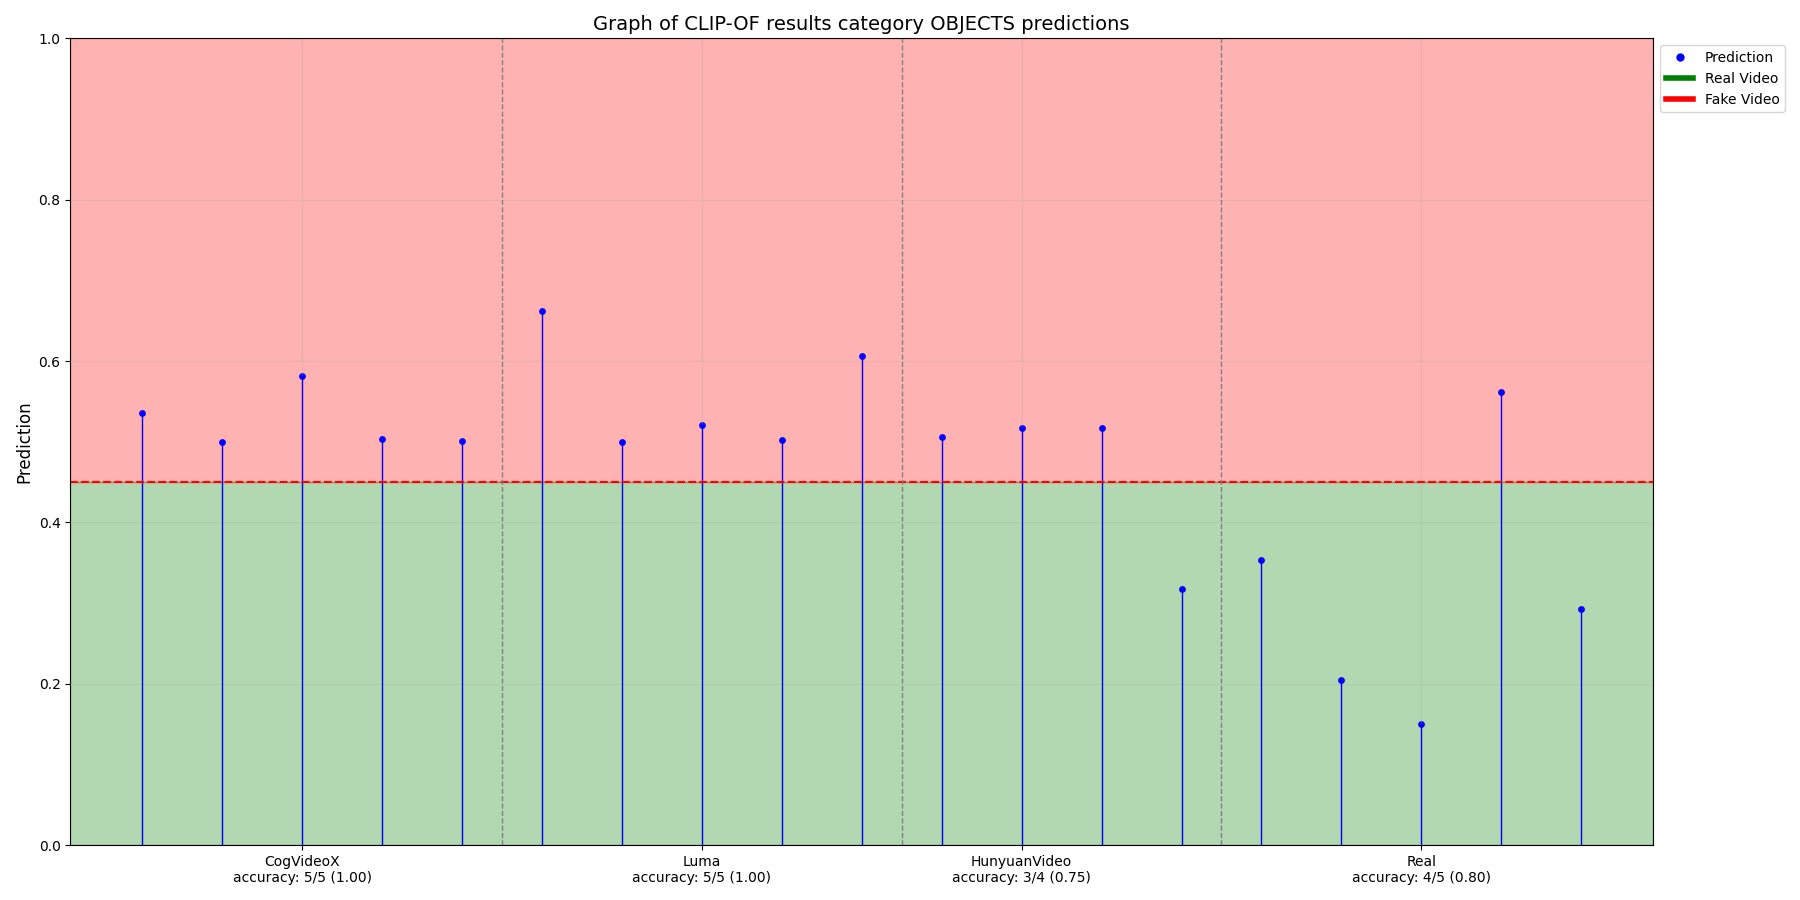 Graph of CLIP-OF results category OBJECTS predictions
1.0
0.8
0.6
0.4
0.2
0.0
Prediction
Prediction
Real Video
Fake Video
CogVideoX
accuracy: 5/5 (1.00)
Luma
accuracy: 5/5 (1.00)
HunyuanVideo
accuracy: 3/4 (0.75)
Real
accuracy: 4/5 (0.80)